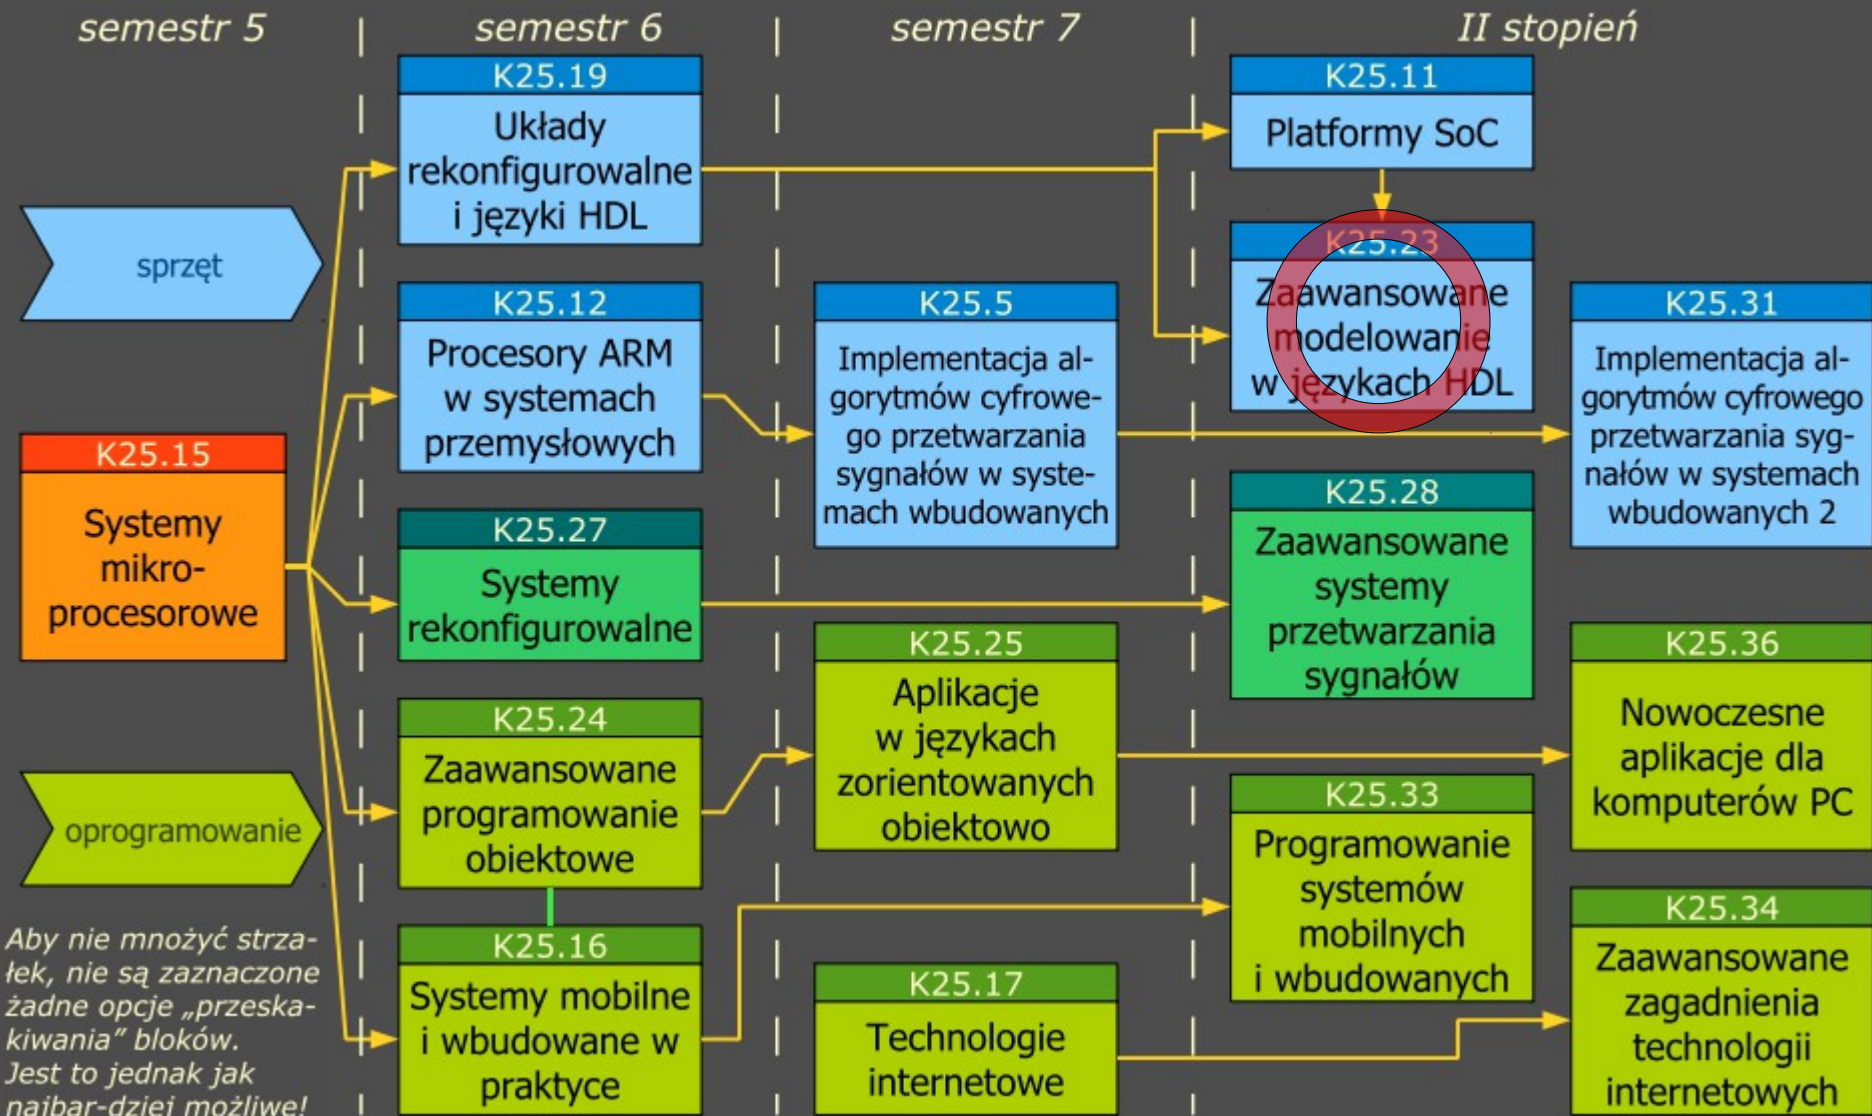 semestr 5
semestr 6
semestr 7
II stopień
sprzęt
K25.15
Systemy
mikro-
procesorowe
oprogramowanie
Aby nie mnożyć strza-
łek, nie są zaznaczone
żadne opcje „przeska-
kiwania” bloków.
Jest to jednak jak
najbar-dziej możliwe!
K25.19
Układy
rekonfigurowalne
i języki HDL
K25.12
Procesory ARM
w systemach
przemysłowych
K25.27
Systemy
rekonfigurowalne
K25.24
Zaawansowane
programowanie
obiektowe
K25.16
Systemy mobilne
i wbudowane w
praktyce
K25.5
Implementacja al-
gorytmów cyfrowe-
go przetwarzania
sygnałów w syste-
mach wbudowanych
K25.25
Aplikacje
w językach
zorientowanych
obiektowo
K25.17
Technologie
internetowe
K25.11
Platformy SoC
K25.23
Zaawansowane
modelowanie
w językach HDL
K25.28
Zaawansowane
systemy
przetwarzania
sygnałów
K25.33
Programowanie
systemów
mobilnych
i wbudowanych
K25.31
Implementacja al-
gorytmów cyfrowego
przetwarzania syg-
nałów w systemach
wbudowanych 2
K25.36
Nowoczesne
aplikacje dla
komputerów PC
K25.34
Zaawansowane
zagadnienia
technologii
internetowych